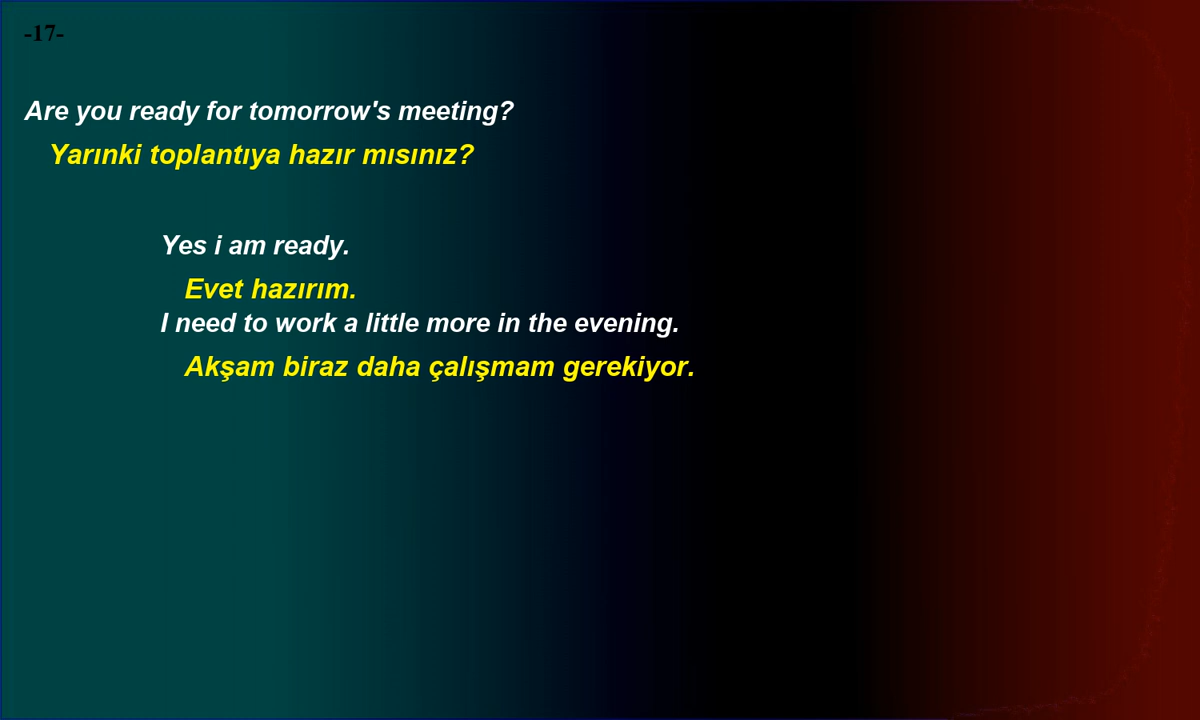 -17-
Are you ready for tomorrow's meeting?
Yarınki toplantıya hazır mısınız?
Yes i am ready.
Evet hazırım.
I need to work a little more in the evening.
Akşam biraz daha çalışmam gerekiyor.